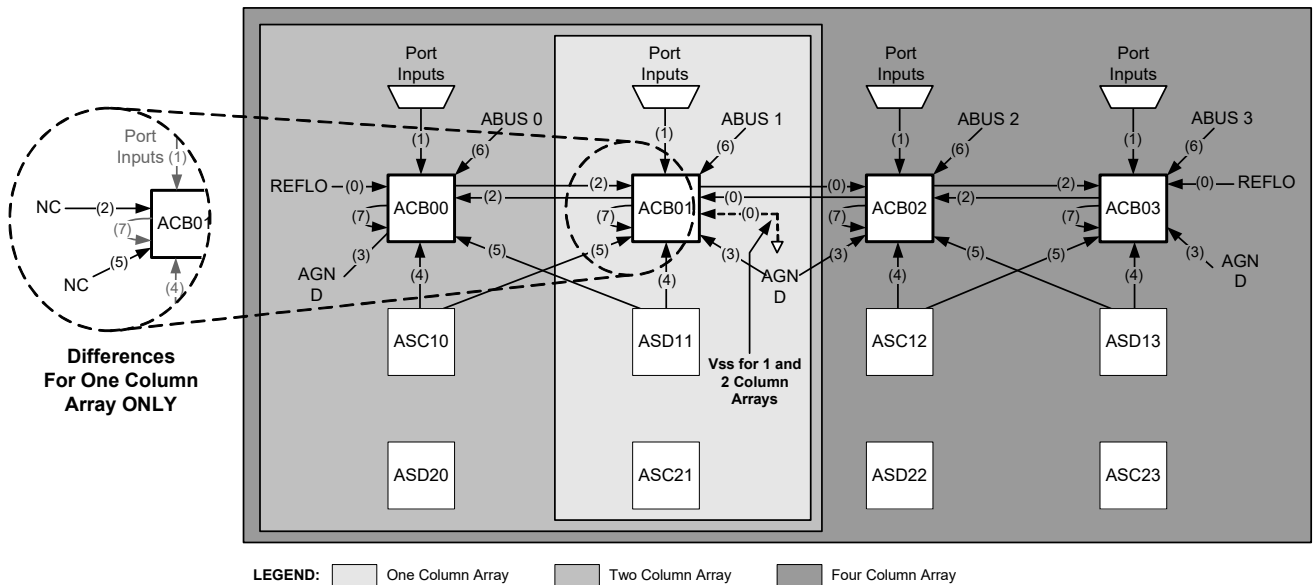 Port
Inputs
Port
Inputs
Port
Inputs
Port
Inputs
ABUS 0
ABUS 1
ABUS 2
ABUS 3
(1)
(1)
(1)
(1)
(6)
(6)
(6)
(6)
REFLO
(0)
ACB00
(2)
(2)
ACB01
(0)
(0)
(0)
ACB02
(2)
(2)
ACB03
(0)
REFLO
(7)
(7)
(7)
(7)
(3)
AGN
D
(4)
(5)
(5)
(4)
(3)
AGN
D
(3)
(4)
(5)
(5)
(4)
(3)
AGN
D
ASC10
ASD11
ASC12
ASD13
Vss for 1 and
2 Column
Arrays
ASD20
ASC21
ASD22
ASC23
Port
Inputs
(1)
NC
(2)
ACB01
(7)
(5)
NC
(4)
Differences
For One Column
Array ONLY
LEGEND: One Column Array Two Column Array Four Column Array